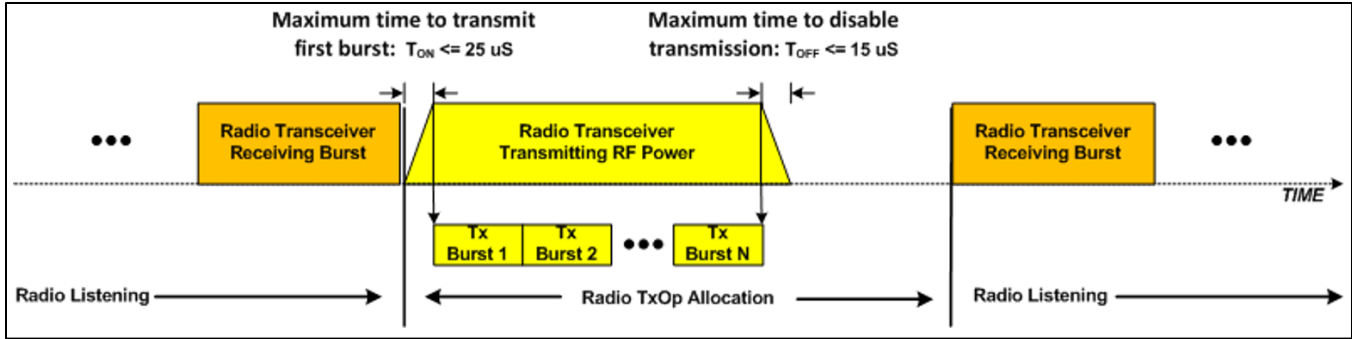 Maximum time to transmit
first burst: TON <= 25 uS
Maximum time to disable
transmission: TOFF <= 15 uS
•••
Radio Transceiver
Receiving Burst
Radio Transceiver
Transmitting RF Power
Radio Transceiver
Receiving Burst
•••
TIME
Tx
Burst 1
Tx
Burst 2
•••
Tx
Burst N
Radio Listening
Radio TxOp Allocation
Radio Listening